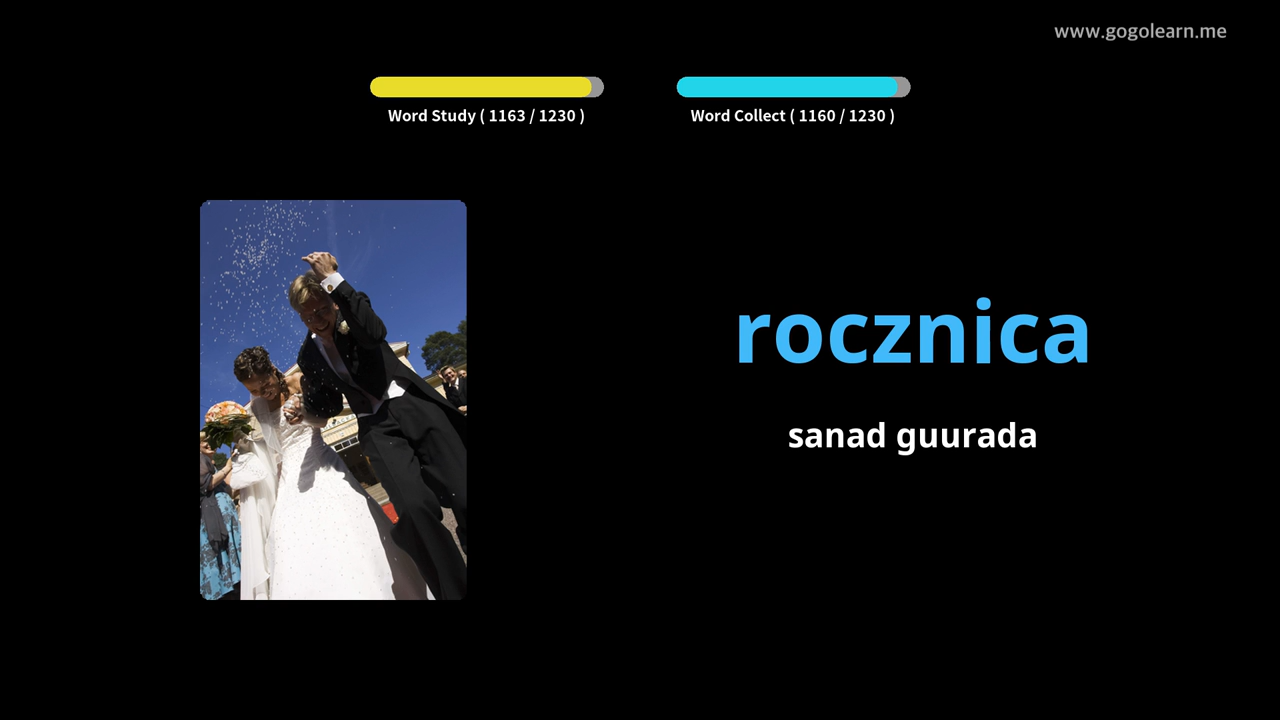 www.gogolearn.me
Word Study ( 1163 / 1230 )
Word Collect ( 1160 / 1230 )
rocznica
sanad guurada